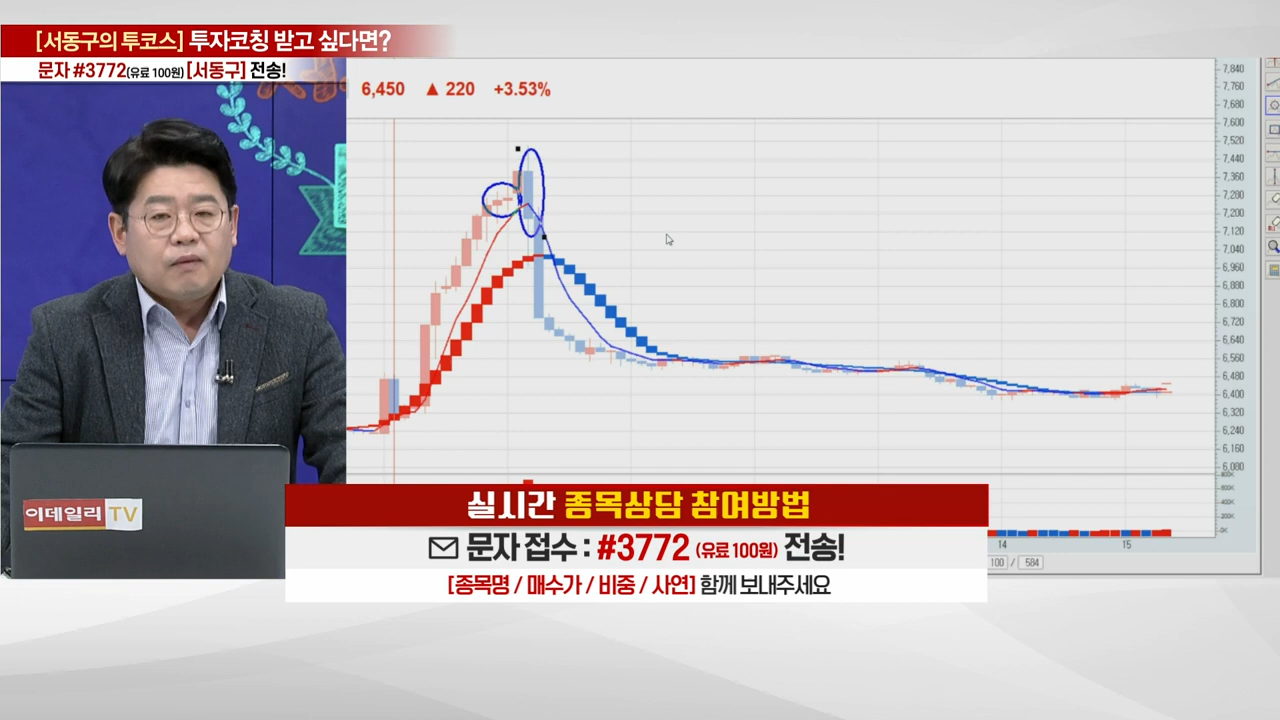 [서동구의 투코스] 투자코칭 받고 싶다면?
문자 #3772(유료 100원) [서동구] 전송!
6,450 ▲ 220 +3.53%
7,840
7,760
7,680
7,600
7,520
7,440
7,360
7,280
7,200
7,120
7,040
6,960
6,880
6,800
6,720
6,640
6,560
6,480
6,400
6,320
6,240
6,160
6,080
800K
600K
400K
200K
0K
14 15
100 / 584
이데일리 TV
실시간 종목상담 참여방법
문자 접수 : #3772 (유료 100원) 전송!
[종목명 / 매수가 / 비중 / 사연] 함께 보내주세요